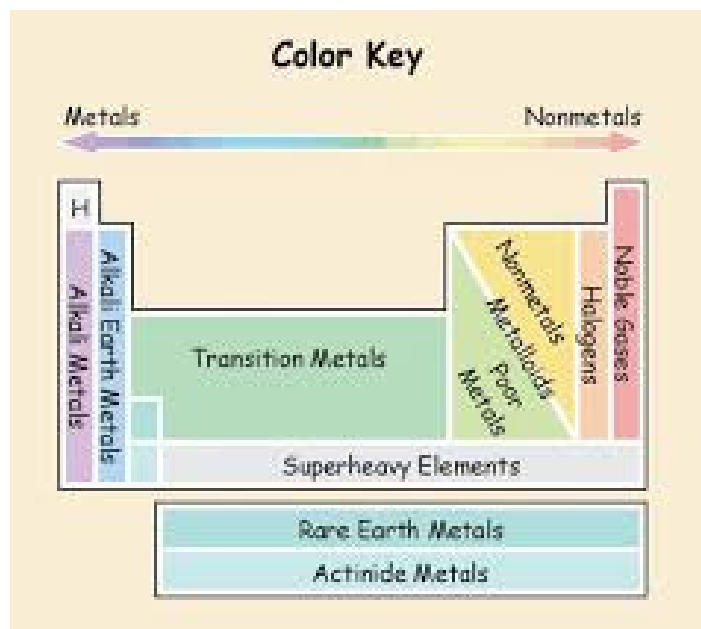 Color Key
Metals
Nonmetals
H
Alkali Metals
Alkali Earth Metals
Transition Metals
Nonmetals
Metalloids
Poor
Metals
Halogens
Noble Gases
Superheavy Elements
Rare Earth Metals
Actinide Metals